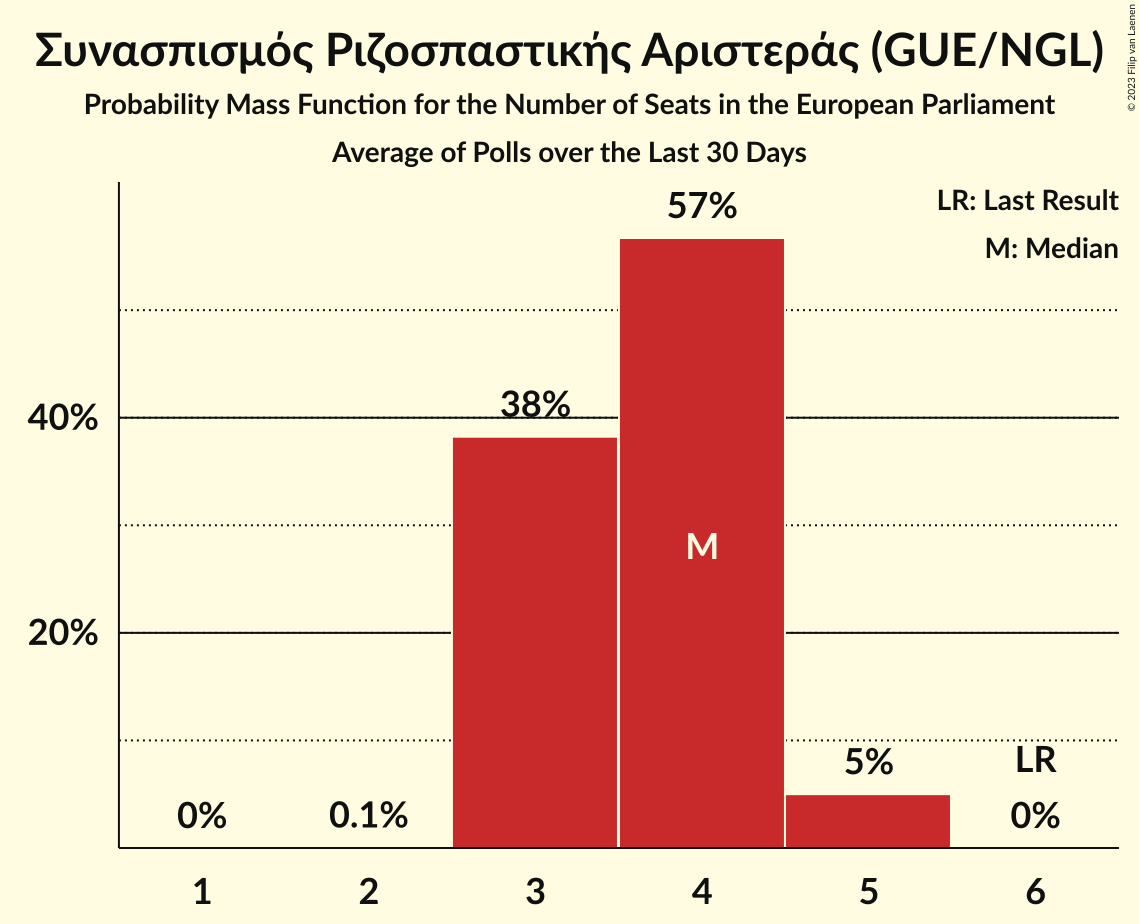 Συνασπισμός Ριζοσπαστικής Αριστεράς (GUE/NGL)
Probability Mass Function for the Number of Seats in the European Parliament
Average of Polls over the Last 30 Days
© 2023 Filip van Laenen
LR: Last Result
M: Median
57%
38%
40%
M
20%
5%
LR
0%
0.1%
0%
1
2
3
4
5
6